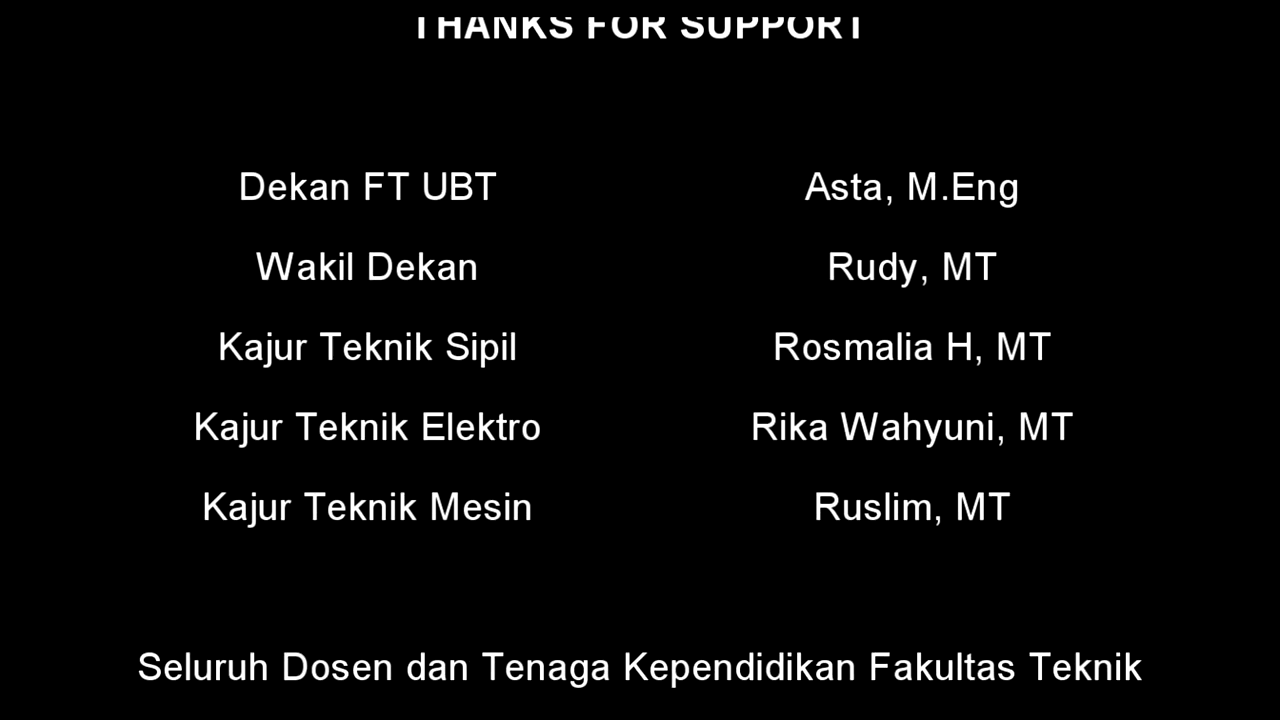 THANKS FOR SUPPORT
Dekan FT UBT Asta, M.Eng
Wakil Dekan Rudy, MT
Kajur Teknik Sipil Rosmalia H, MT
Kajur Teknik Elektro Rika Wahyuni, MT
Kajur Teknik Mesin Ruslim, MT
Seluruh Dosen dan Tenaga Kependidikan Fakultas Teknik